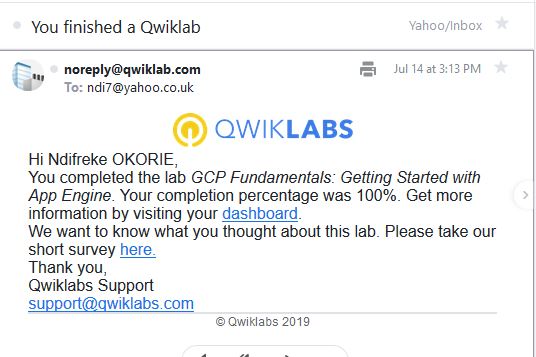 You finished a Qwiklab
Yahoo/Inbox
noreply@qwiklab.com
Jul 14 at 3:13 PM
To: ndi7@yahoo.co.uk
QWIKLABS
Hi Ndifreke OKORIE,
You completed the lab GCP Fundamentals: Getting Started with
App Engine. Your completion percentage was 100%. Get more
information by visiting your dashboard.
We want to know what you thought about this lab. Please take our
short survey here.
Thank you,
Qwiklabs Support
support@qwiklabs.com
© Qwiklabs 2019